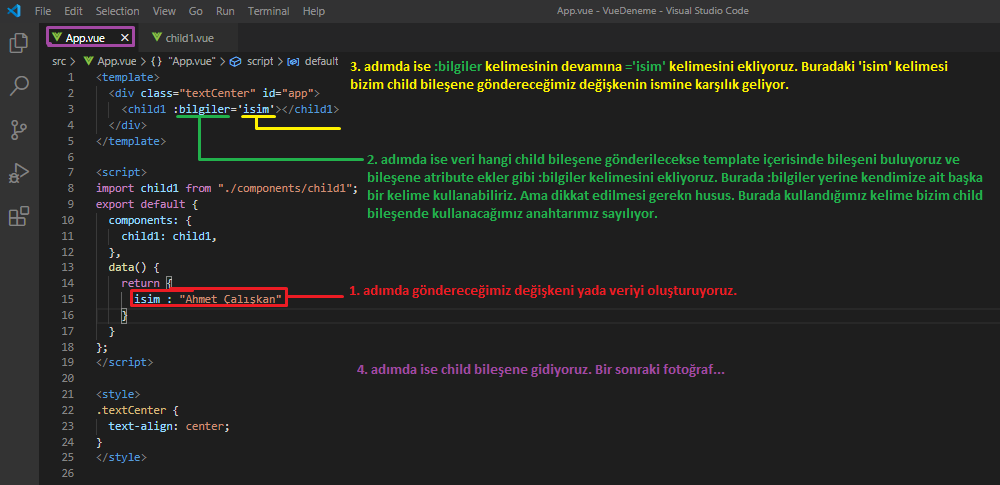 File Edit Selection View Go Run Terminal Help App.vue - VueDeneme - Visual Studio Code
App.vue × child1.vue
src > App.vue > {} "App.vue" > script > default
3. adımda ise :bilgiler kelimesinin devamına ='isim' kelimesini ekliyoruz. Buradaki 'isim' kelimesi
bizim child bileşene göndereceğimiz değişkenin ismine karşılık geliyor.
1 <template>
2 <div class="textCenter" id="app">
3 <child1 :bilgiler='isim'></child1>
4 </div>
5 </template>
6
2. adımda ise veri hangi child bileşene gönderilecekse template içerisinde bileşeni buluyoruz ve
bileşene atribute ekler gibi :bilgiler kelimesini ekliyoruz. Burada :bilgiler yerine kendimize ait başka
bir kelime kullanabiliriz. Ama dikkat edilmesi gerekn husus. Burada kullandığımız kelime bizim child
bileşende kullanacağımız anahtarımız sayılıyor.
7 <script>
8 import child1 from "./components/child1";
9 export default {
10 components: {
11 child1: child1,
12 },
13 data() {
14 return {
15 isim : "Ahmet Çalışkan"
1. adımda göndereceğimiz değişkeni yada veriyi oluşturuyoruz.
16 }
17 }
18 };
19 </script>
4. adımda ise child bileşene gidiyoruz. Bir sonraki fotoğraf...
20
21 <style>
22 .textCenter {
23 text-align: center;
24 }
25 </style>
26